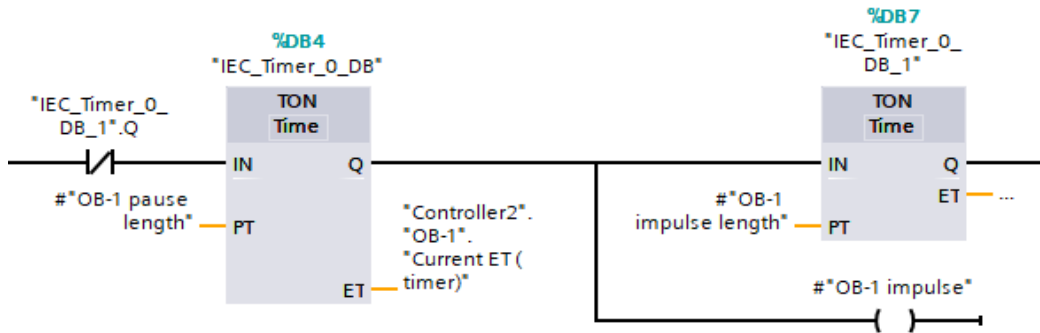 %DB4
"IEC_Timer_0_DB"
%DB7
"IEC_Timer_0_
DB_1"
"IEC_Timer_0_
DB_1".Q
TON
Time
IN
Q
#"OB-1 pause
length"
PT
"Controller2".
"OB-1".
"Current ET (
timer)"
ET
TON
Time
IN
Q
ET
...
#"OB-1
impulse length"
PT
#"OB-1 impulse"